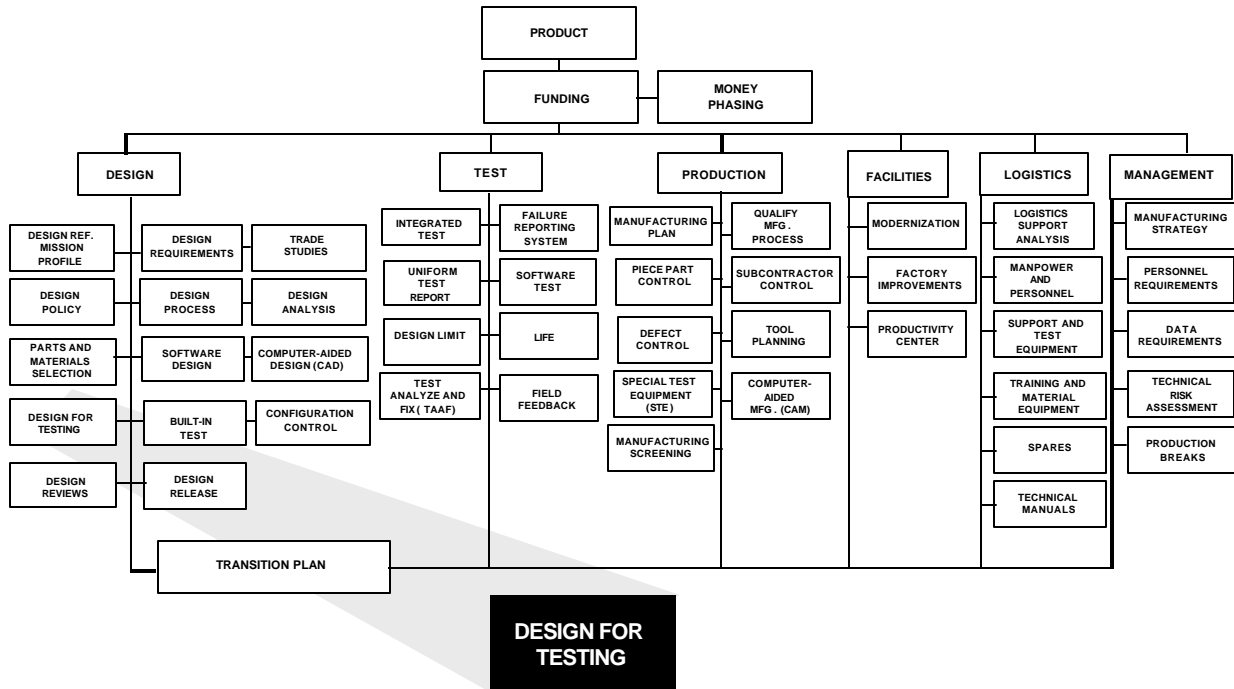 PRODUCT
FUNDING
MONEY
PHASING
DESIGN
TEST
PRODUCTION
FACILITIES
LOGISTICS
MANAGEMENT
DESIGN REF.
MISSION
PROFILE
DESIGN
REQUIREMENTS
TRADE
STUDIES
DESIGN
POLICY
DESIGN
PROCESS
DESIGN
ANALYSIS
PARTS AND
MATERIALS
SELECTION
SOFTWARE
DESIGN
COMPUTER-AIDED
DESIGN (CAD)
DESIGN FOR
TESTING
BUILT-IN
TEST
CONFIGURATION
CONTROL
DESIGN
REVIEWS
DESIGN
RELEASE
INTEGRATED
TEST
FAILURE
REPORTING
SYSTEM
UNIFORM
TEST
REPORT
SOFTWARE
TEST
DESIGN LIMIT
LIFE
TEST
ANALYZE AND
FIX ( TAAF)
FIELD
FEEDBACK
MANUFACTURING
PLAN
QUALIFY
MFG .
PROCESS
PIECE PART
CONTROL
SUBCONTRACTOR
CONTROL
DEFECT
CONTROL
TOOL
PLANNING
SPECIAL TEST
EQUIPMENT
(STE)
COMPUTER-
AIDED
MFG. (CAM)
MANUFACTURING
SCREENING
MODERNIZATION
FACTORY
IMPROVEMENTS
PRODUCTIVITY
CENTER
LOGISTICS
SUPPORT
ANALYSIS
MANPOWER
AND
PERSONNEL
SUPPORT AND
TEST
EQUIPMENT
TRAINING AND
MATERIAL
EQUIPMENT
SPARES
TECHNICAL
MANUALS
MANUFACTURING
STRATEGY
PERSONNEL
REQUIREMENTS
DATA
REQUIREMENTS
TECHNICAL
RISK
ASSESSMENT
PRODUCTION
BREAKS
TRANSITION PLAN
DESIGN FOR
TESTING